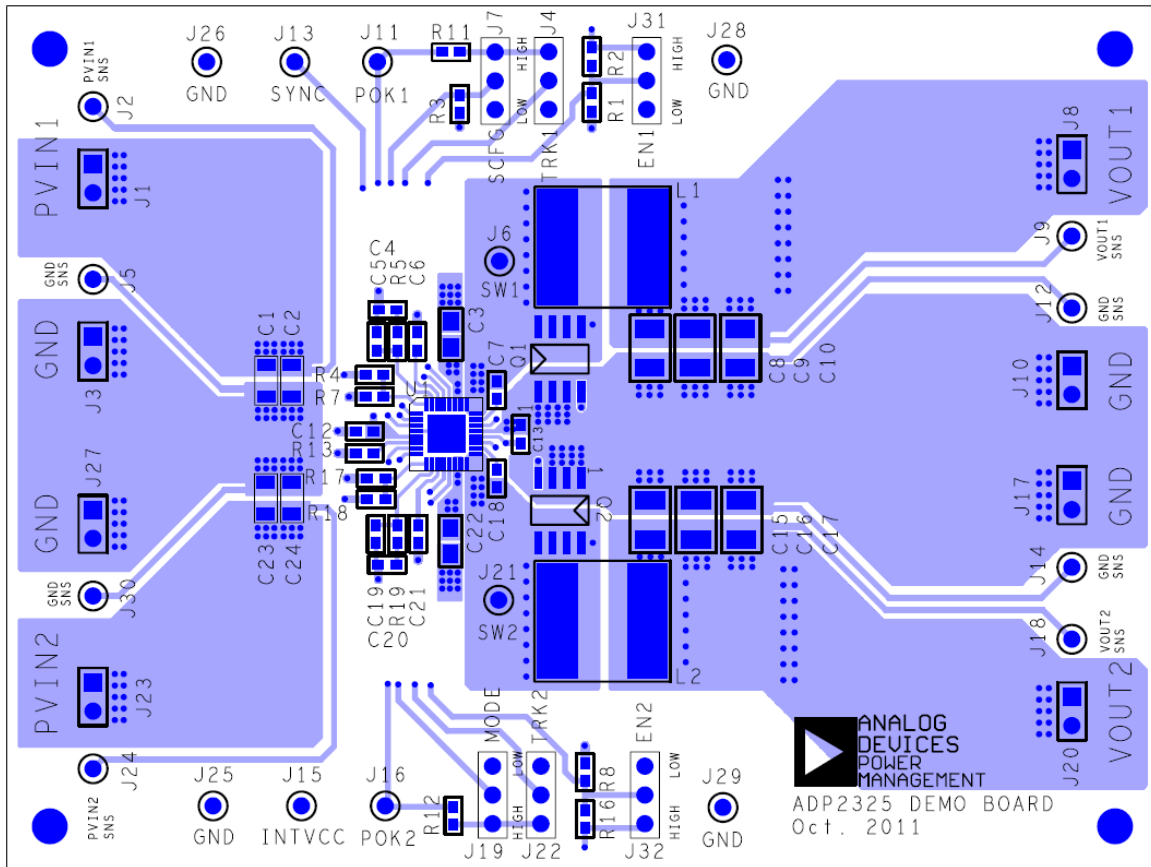 J26
J13
J11
R11
J7
J4
J31
J28
PVIN1
SNS
J2
GND
SYNC
POK1
R3
HIGH
LOW
R2
R1
HIGH
LOW
GND
SCFG
TRK1
EN1
PVIN1
J1
J8
VOUT1
L1
J9
VOUT1
SNS
J6
SW1
GND
SNS
J5
C4
C5
R5
C6
J12
GND
SNS
GND
J3
C1
C2
C3
Q1
C7
C8
C9
C10
J10
GND
R4
R7
C12
R13
R17
R18
1
C13
1
J27
GND
C18
C22
Q2
C15
C16
C17
J17
GND
C23
C24
GND
SNS
J30
C19
C20
R19
C21
J21
SW2
J14
GND
SNS
J18
VOUT2
SNS
PVIN2
J23
L2
J20
VOUT2
MODE
TRK2
EN2
J24
PVIN2
SNS
J25
J15
J16
GND
INTVCC
POK2
R12
LOW
HIGH
R8
R16
LOW
HIGH
J29
GND
J19
J22
J32
ANALOG
DEVICES
POWER
MANAGEMENT
ADP2325 DEMO BOARD
Oct. 2011